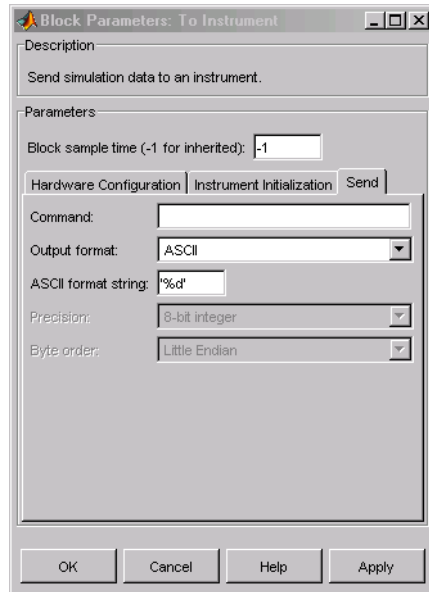 Block Parameters: To Instrument
Description
Send simulation data to an instrument.
Parameters
Block sample time (-1 for inherited): -1
Hardware Configuration Instrument Initialization Send
Command:
Output format: ASCII
ASCII format string: '%d'
Precision: 8-bit integer
Byte order: Little Endian
OK Cancel Help Apply